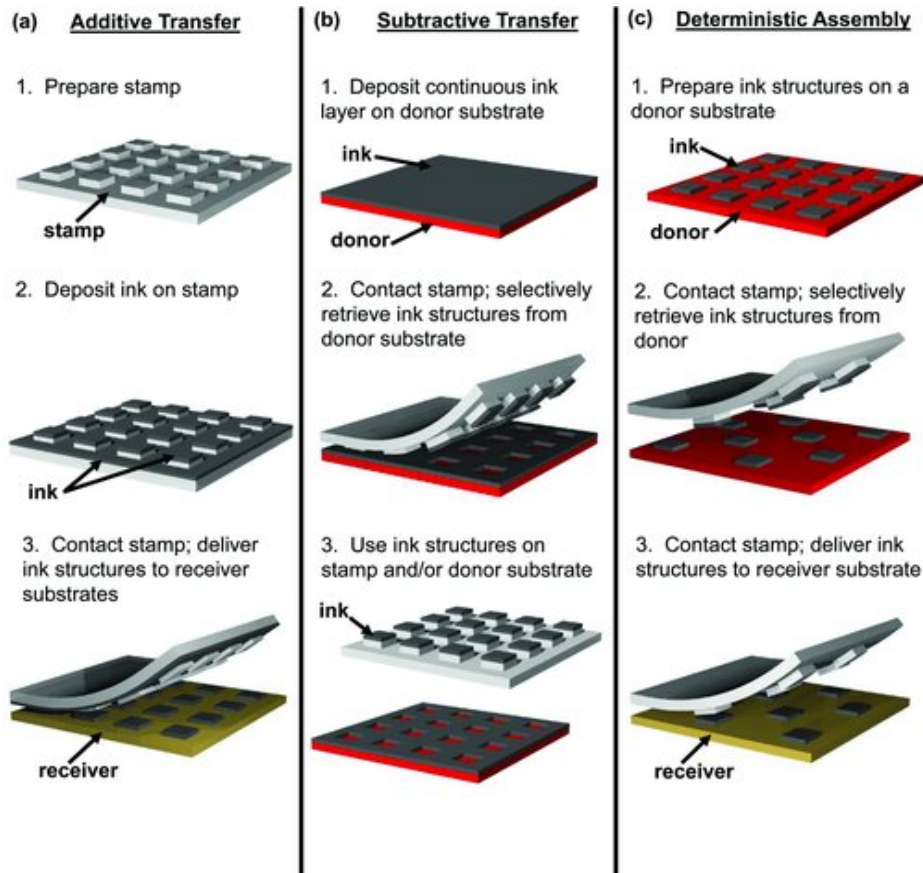 (a) Additive Transfer
1. Prepare stamp
stamp
2. Deposit ink on stamp
ink
3. Contact stamp; deliver
ink structures to receiver
substrates
receiver
(b) Subtractive Transfer
1. Deposit continuous ink
layer on donor substrate
ink
donor
2. Contact stamp; selectively
retrieve ink structures from
donor substrate
3. Use ink structures on
stamp and/or donor substrate
ink
(c) Deterministic Assembly
1. Prepare ink structures on a
donor substrate
ink
donor
2. Contact stamp; selectively
retrieve ink structures from
donor
3. Contact stamp; deliver ink
structures to receiver substrate
receiver